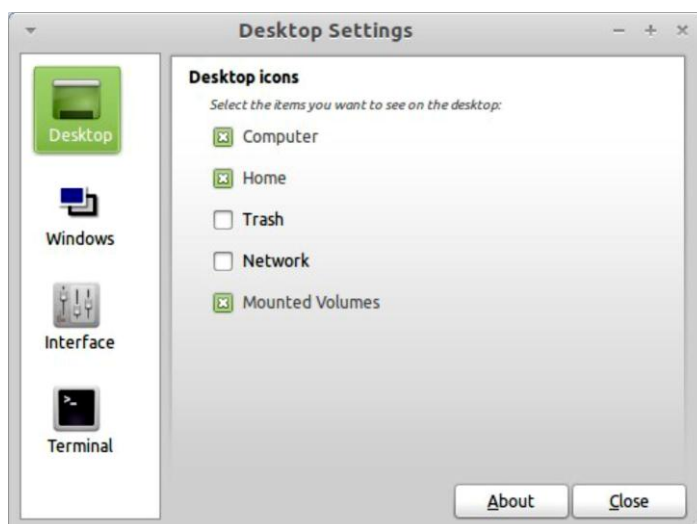 Desktop Settings
Desktop
Windows
Interface
Terminal
Desktop icons
Select the items you want to see on the desktop:
Computer
Home
Trash
Network
Mounted Volumes
About
Close